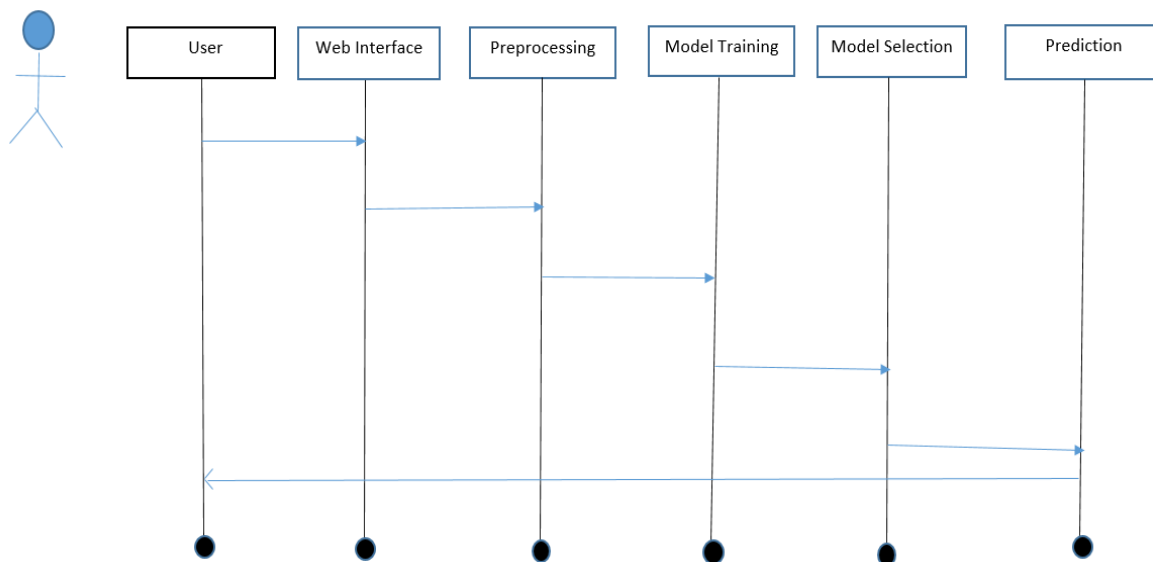 User
Web Interface
Preprocessing
Model Training
Model Selection
Prediction